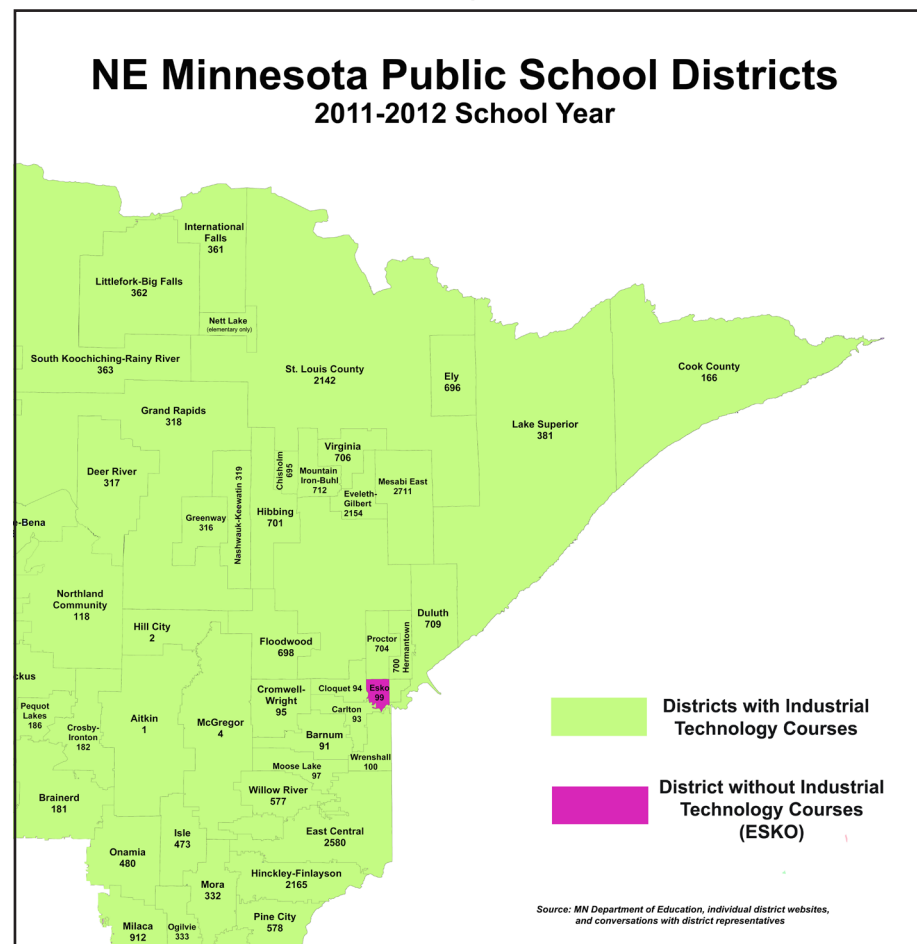 NE Minnesota Public School Districts
2011-2012 School Year
International
Falls
361
Littlefork-Big Falls
362
Nett Lake
(elementary only)
South Koochiching-Rainy River
363
St. Louis County
2142
Ely
696
Cook County
166
Grand Rapids
318
Lake Superior
381
Deer River
317
Nashwauk-Keewatin 319
Chisholm
695
Virginia
706
Mountain
Iron-Buhl
712
Mesabi East
2711
Eveleth-
Gilbert
2154
Greenway
316
Hibbing
701
e-Bena
Northland
Community
118
Hill City
2
Floodwood
698
Proctor
704
700
Hermantown
Duluth
709
ckus
Pequot
Lakes
186
Crosby-
Ironton
182
Aitkin
1
McGregor
4
Cromwell-
Wright
95
Cloquet 94
Esko
99
Carlton
93
Barnum
91
Wrenshall
100
Moose Lake
97
Willow River
577
Brainerd
181
Isle
473
East Central
2580
Onamia
480
Mora
332
Hinckley-Finlayson
2165
Milaca
912
Ogilvie
333
Pine City
578
Districts with Industrial
Technology Courses
District without Industrial
Technology Courses
(ESKO)
Source: MN Department of Education, individual district websites,
and conversations with district representatives